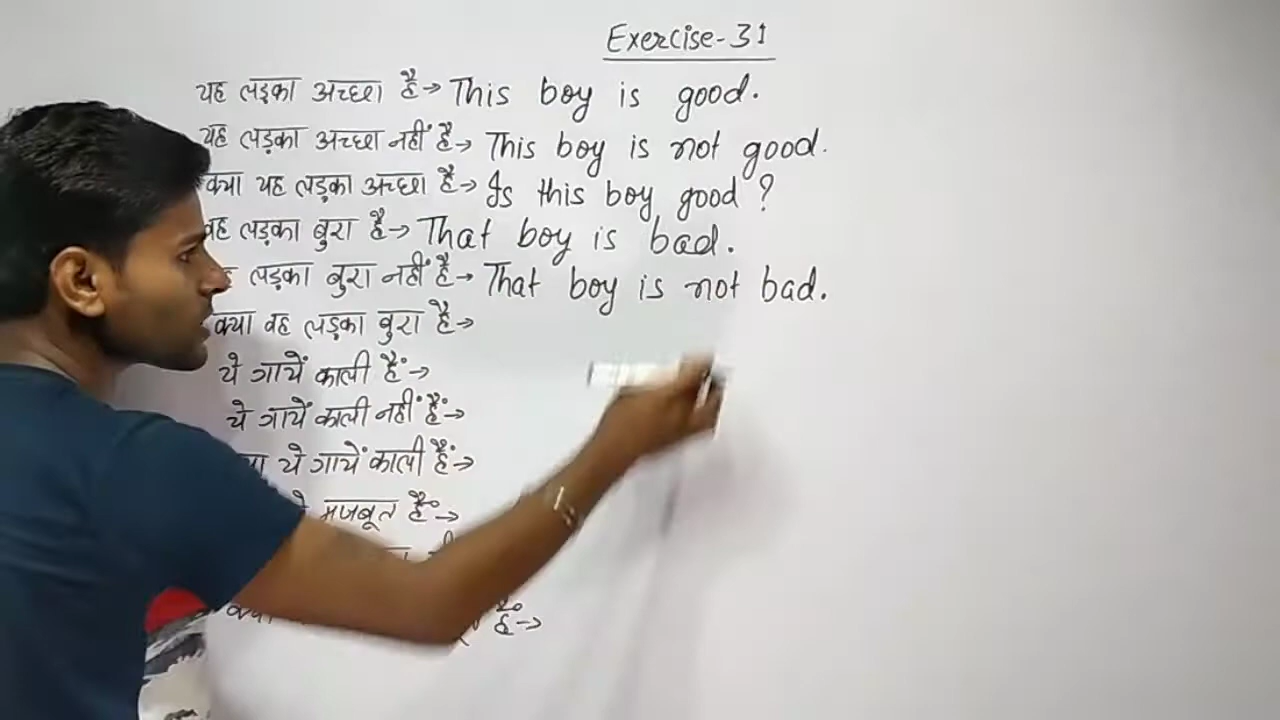 Exercise-31
यह लड़का अच्छा है→ This boy is good.
यह लड़का अच्छा नहीं है→ This boy is not good.
क्या यह लड़का अच्छा है→ Is this boy good?
वह लड़का बुरा है→ That boy is bad.
लड़का बुरा नहीं है→ That boy is not bad.
क्या वह लड़का बुरा है→
ये गायें काली हैं→
ये गायें काली नहीं हैं→
ये गायें काली हैं→
मजबूत हैं→
क्या हैं→